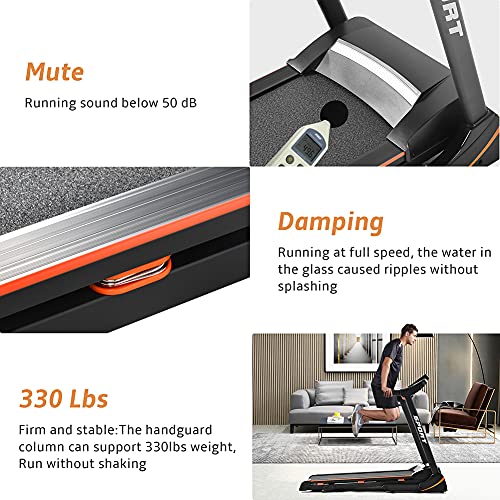 Mute
Running sound below 50 dB
Damping
Running at full speed, the water in
the glass caused ripples without
splashing
330 Lbs
Firm and stable:The handguard
column can support 330lbs weight,
Run without shaking